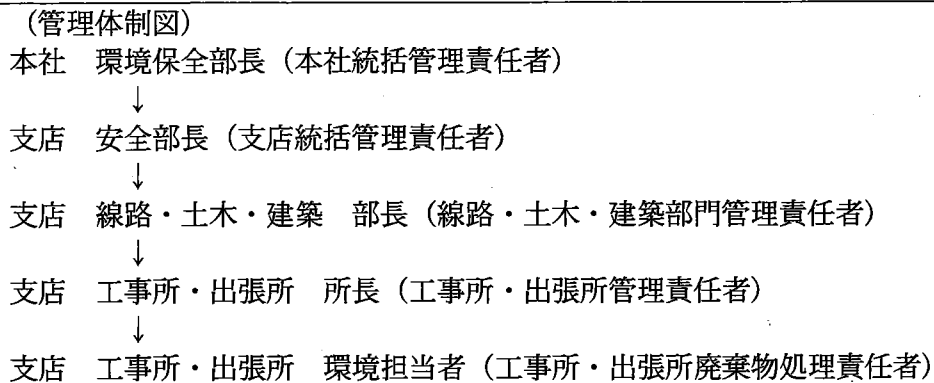 (管理体制図)
本社 環境保全部長(本社統括管理責任者)
↓
支店 安全部長(支店統括管理責任者)
↓
支店 線路・土木・建築 部長(線路・土木・建築部門管理責任者)
↓
支店 工事所・出張所 所長(工事所・出張所管理責任者)
↓
支店 工事所・出張所 環境担当者(工事所・出張所廃棄物処理責任者)